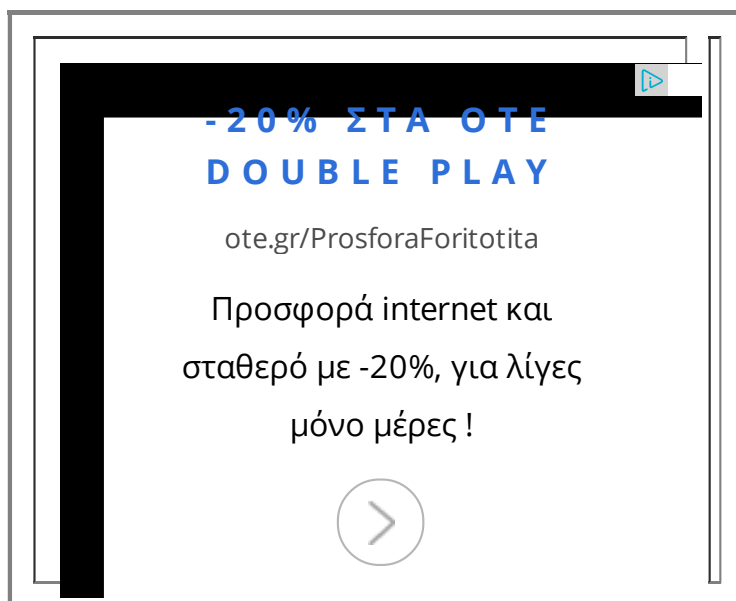 -20% ΣΤΑ ΟΤΕ
DOUBLE PLAY
ote.gr/ProsforaForitotita
Προσφορά internet και
σταθερό με -20%, για λίγες
μόνο μέρες !